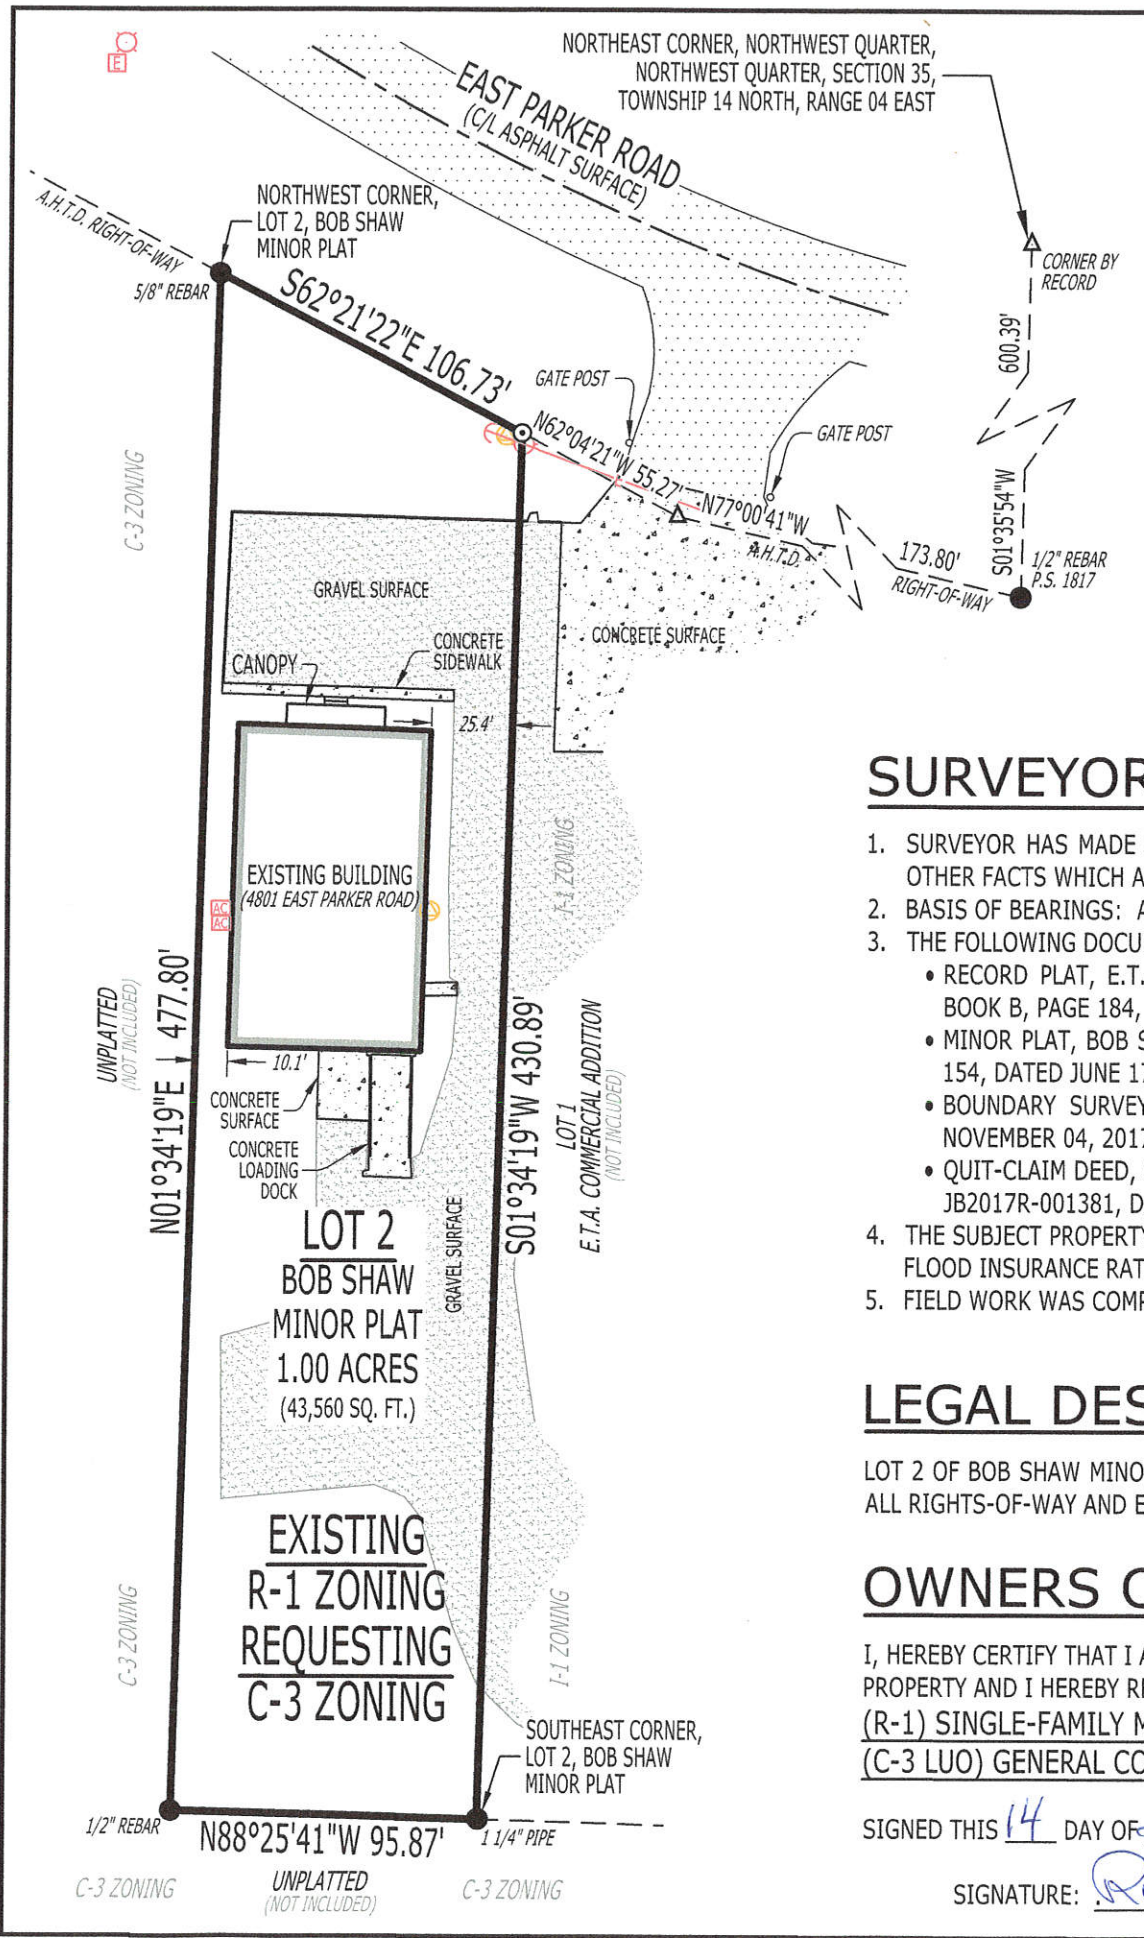 E
NORTHEAST CORNER, NORTHWEST QUARTER,
NORTHWEST QUARTER, SECTION 35,
TOWNSHIP 14 NORTH, RANGE 04 EAST
EAST PARKER ROAD
(C/L ASPHALT SURFACE)
A.H.T.D. RIGHT-OF-WAY
NORTHWEST CORNER,
LOT 2, BOB SHAW
MINOR PLAT
5/8" REBAR
CORNER BY
RECORD
600.39'
S62°21'22"E 106.73'
GATE POST
GATE POST
N62°04'21"W 55.27'
N77°00'41"W
A.H.T.D.
173.80'
RIGHT-OF-WAY
S01°35'54"W
1/2" REBAR
P.S. 1817
C-3 ZONING
GRAVEL SURFACE
CONCRETE SURFACE
CONCRETE
SIDEWALK
CANOPY
25.4'
EXISTING BUILDING
(4801 EAST PARKER ROAD)
AC
AC
I-1 ZONING
UNPLATTED
(NOT INCLUDED)
N01°34'19"E 477.80'
10.1'
CONCRETE
SURFACE
CONCRETE
LOADING
DOCK
S01°34'19"W 430.89'
LOT 1
E.T.A. COMMERCIAL ADDITION
(NOT INCLUDED)
GRAVEL SURFACE
LOT 2
BOB SHAW
MINOR PLAT
1.00 ACRES
(43,560 SQ. FT.)
EXISTING
R-1 ZONING
REQUESTING
C-3 ZONING
C-3 ZONING
I-1 ZONING
SOUTHEAST CORNER,
LOT 2, BOB SHAW
MINOR PLAT
1/2" REBAR
N88°25'41"W 95.87'
1 1/4" PIPE
C-3 ZONING
UNPLATTED
(NOT INCLUDED)
C-3 ZONING
SURVEYOR
1. SURVEYOR HAS MADE
OTHER FACTS WHICH A
2. BASIS OF BEARINGS: A
3. THE FOLLOWING DOCU
• RECORD PLAT, E.T.
BOOK B, PAGE 184,
• MINOR PLAT, BOB S
154, DATED JUNE 17
• BOUNDARY SURVEY
NOVEMBER 04, 2017
• QUIT-CLAIM DEED,
JB2017R-001381, D
4. THE SUBJECT PROPERTY
FLOOD INSURANCE RAT
5. FIELD WORK WAS COMP
LEGAL DES
LOT 2 OF BOB SHAW MINO
ALL RIGHTS-OF-WAY AND E
OWNERS C
I, HEREBY CERTIFY THAT I A
PROPERTY AND I HEREBY RE
(R-1) SINGLE-FAMILY M
(C-3 LUO) GENERAL CO
SIGNED THIS 14 DAY OF
SIGNATURE: